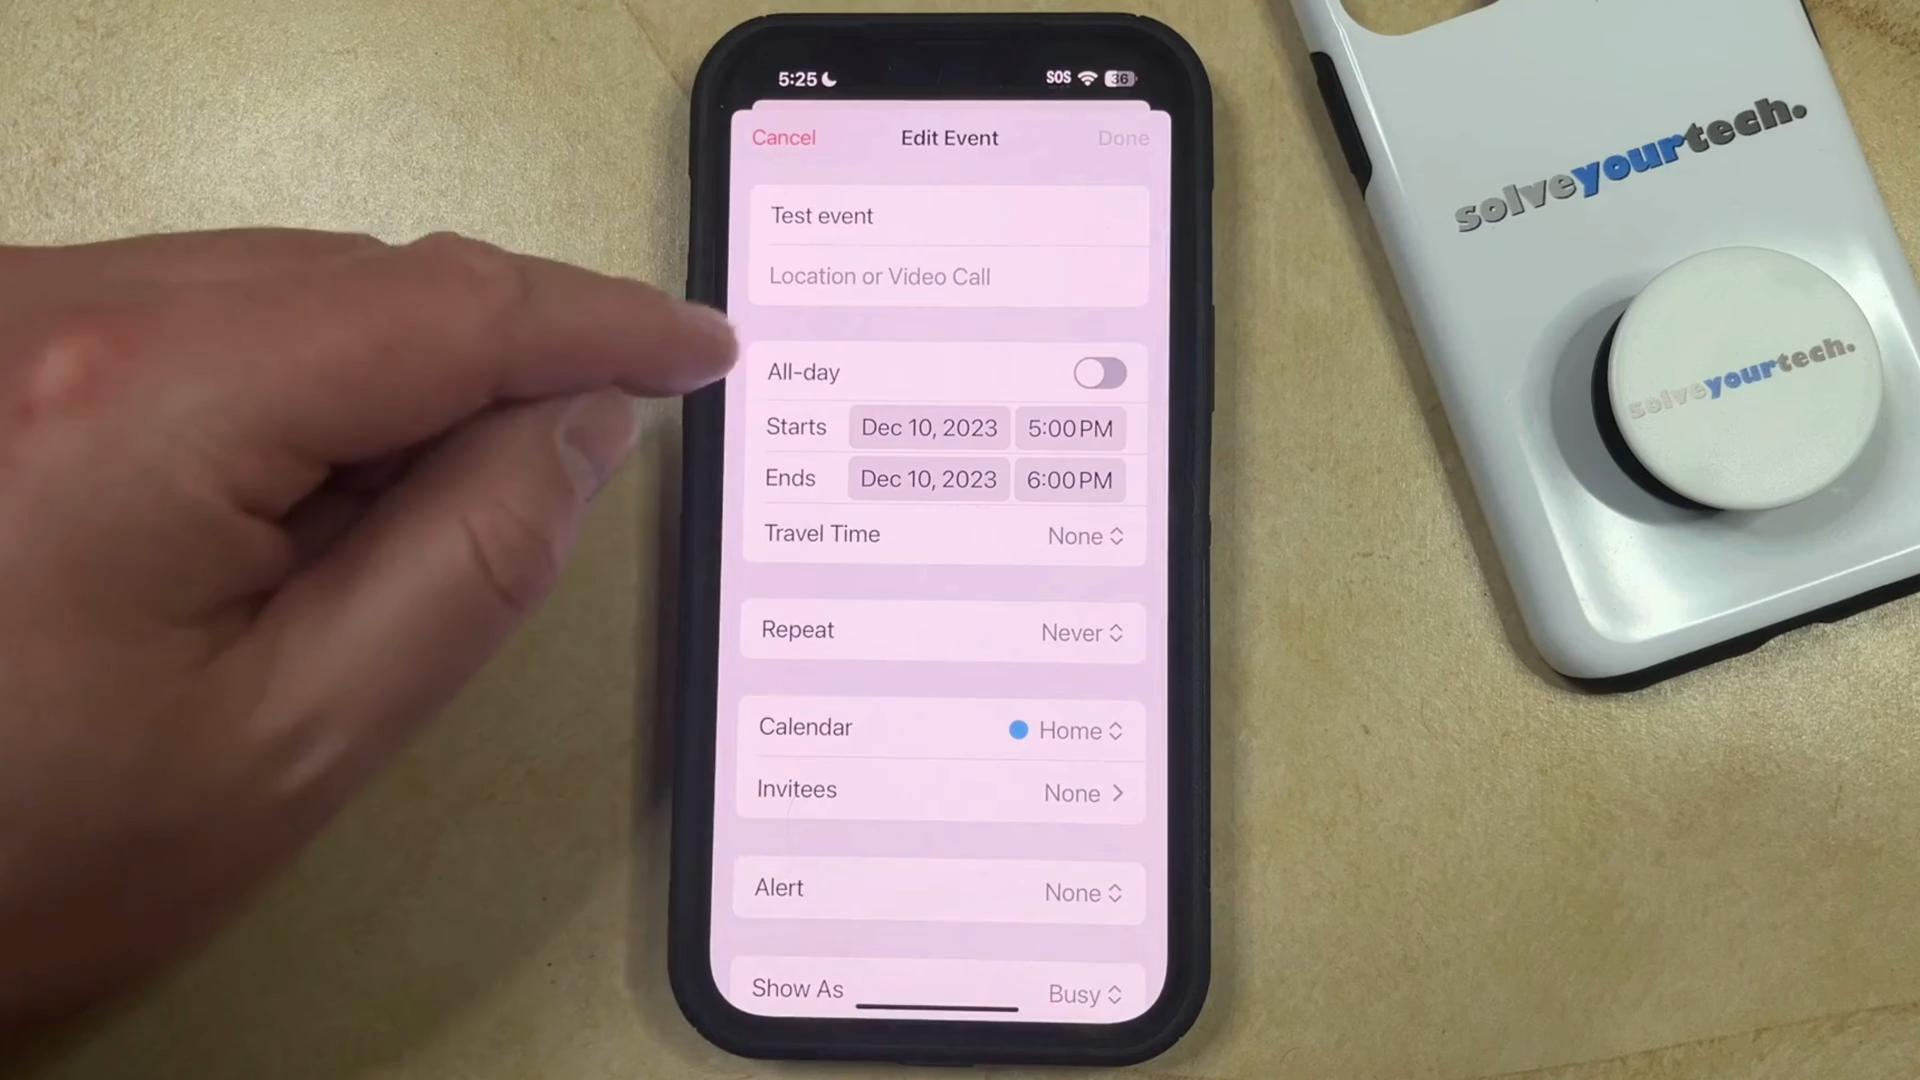 5:25 SOS 36
Cancel Edit Event Done
Test event
Location or Video Call
All-day
Starts Dec 10, 2023 5:00 PM
Ends Dec 10, 2023 6:00 PM
Travel Time None
Repeat Never
Calendar Home
Invitees None
Alert None
Show As Busy
solveyourtech.
solveyourtech.